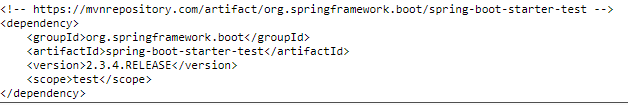 <!-- https://mvnrepository.com/artifact/org.springframework.boot/spring-boot-starter-test -->
<dependency>
    <groupId>org.springframework.boot</groupId>
    <artifactId>spring-boot-starter-test</artifactId>
    <version>2.3.4.RELEASE</version>
    <scope>test</scope>
</dependency>